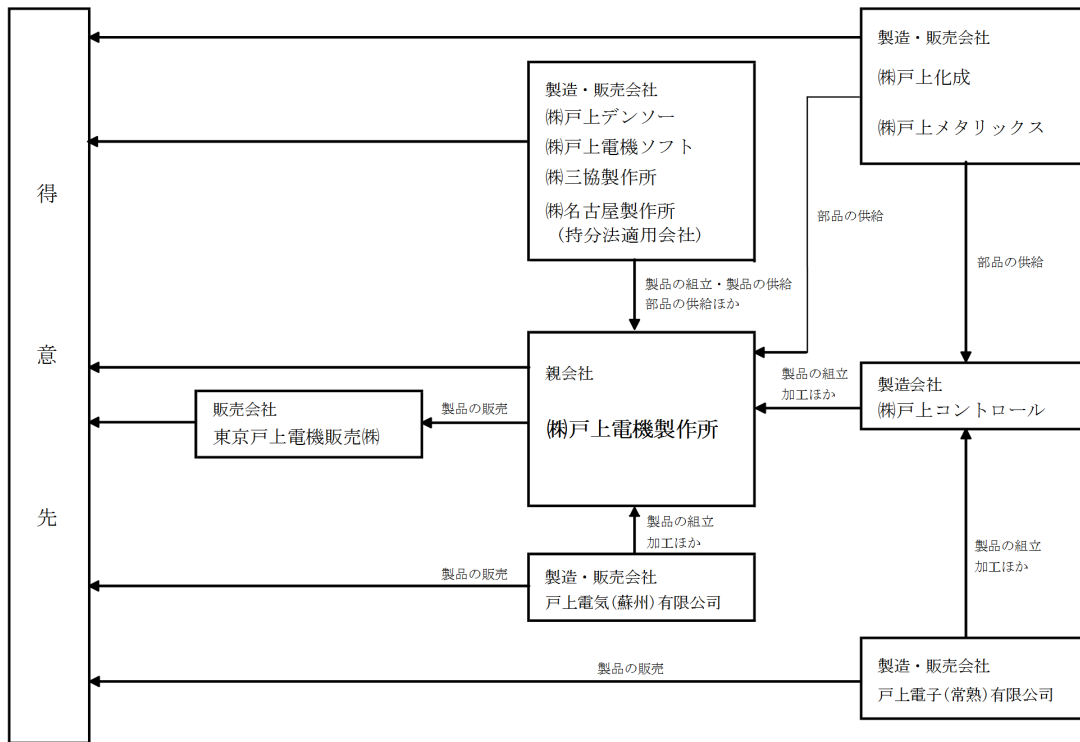 得
意
先
製造・販売会社
㈱戸上化成
㈱戸上メタリックス
製造・販売会社
㈱戸上デンソー
㈱戸上電機ソフト
㈱三協製作所
㈱名古屋製作所
(持分法適用会社)
部品の供給
部品の供給
製品の組立・製品の供給
部品の供給ほか
親会社
㈱戸上電機製作所
製品の組立
加工ほか
製造会社
㈱戸上コントロール
販売会社
東京戸上電機販売㈱
製品の販売
製品の組立
加工ほか
製品の組立
加工ほか
製品の販売
製造・販売会社
戸上電気(蘇州)有限公司
製品の販売
製造・販売会社
戸上電子(常熟)有限公司